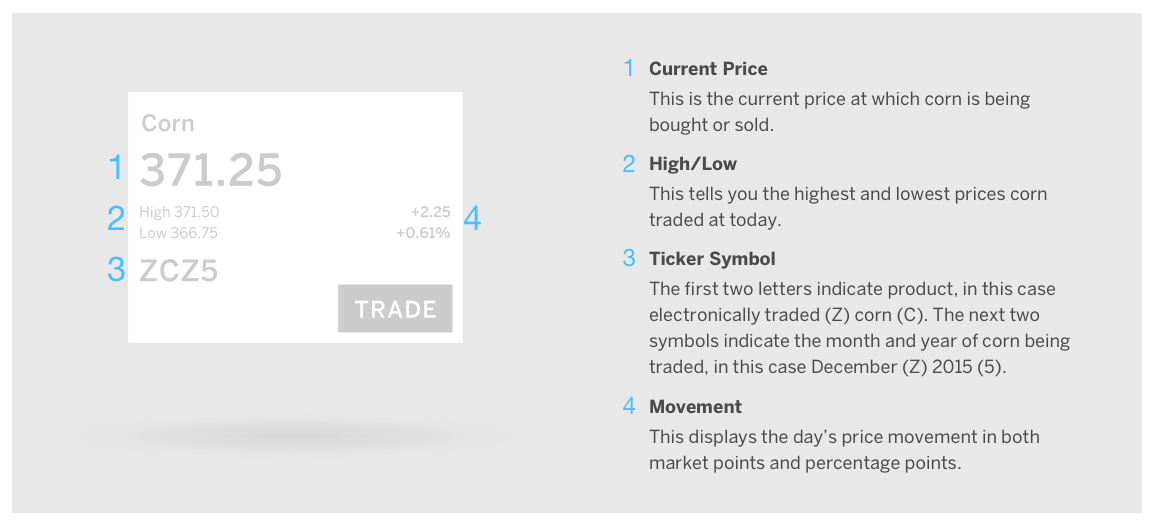 Corn
1 371.25
2 High 371.50 +2.25 4
Low 366.75 +0.61%
3 ZCZ5
TRADE
1 Current Price
This is the current price at which corn is being
bought or sold.
2 High/Low
This tells you the highest and lowest prices corn
traded at today.
3 Ticker Symbol
The first two letters indicate product, in this case
electronically traded (Z) corn (C). The next two
symbols indicate the month and year of corn being
traded, in this case December (Z) 2015 (5).
4 Movement
This displays the day’s price movement in both
market points and percentage points.